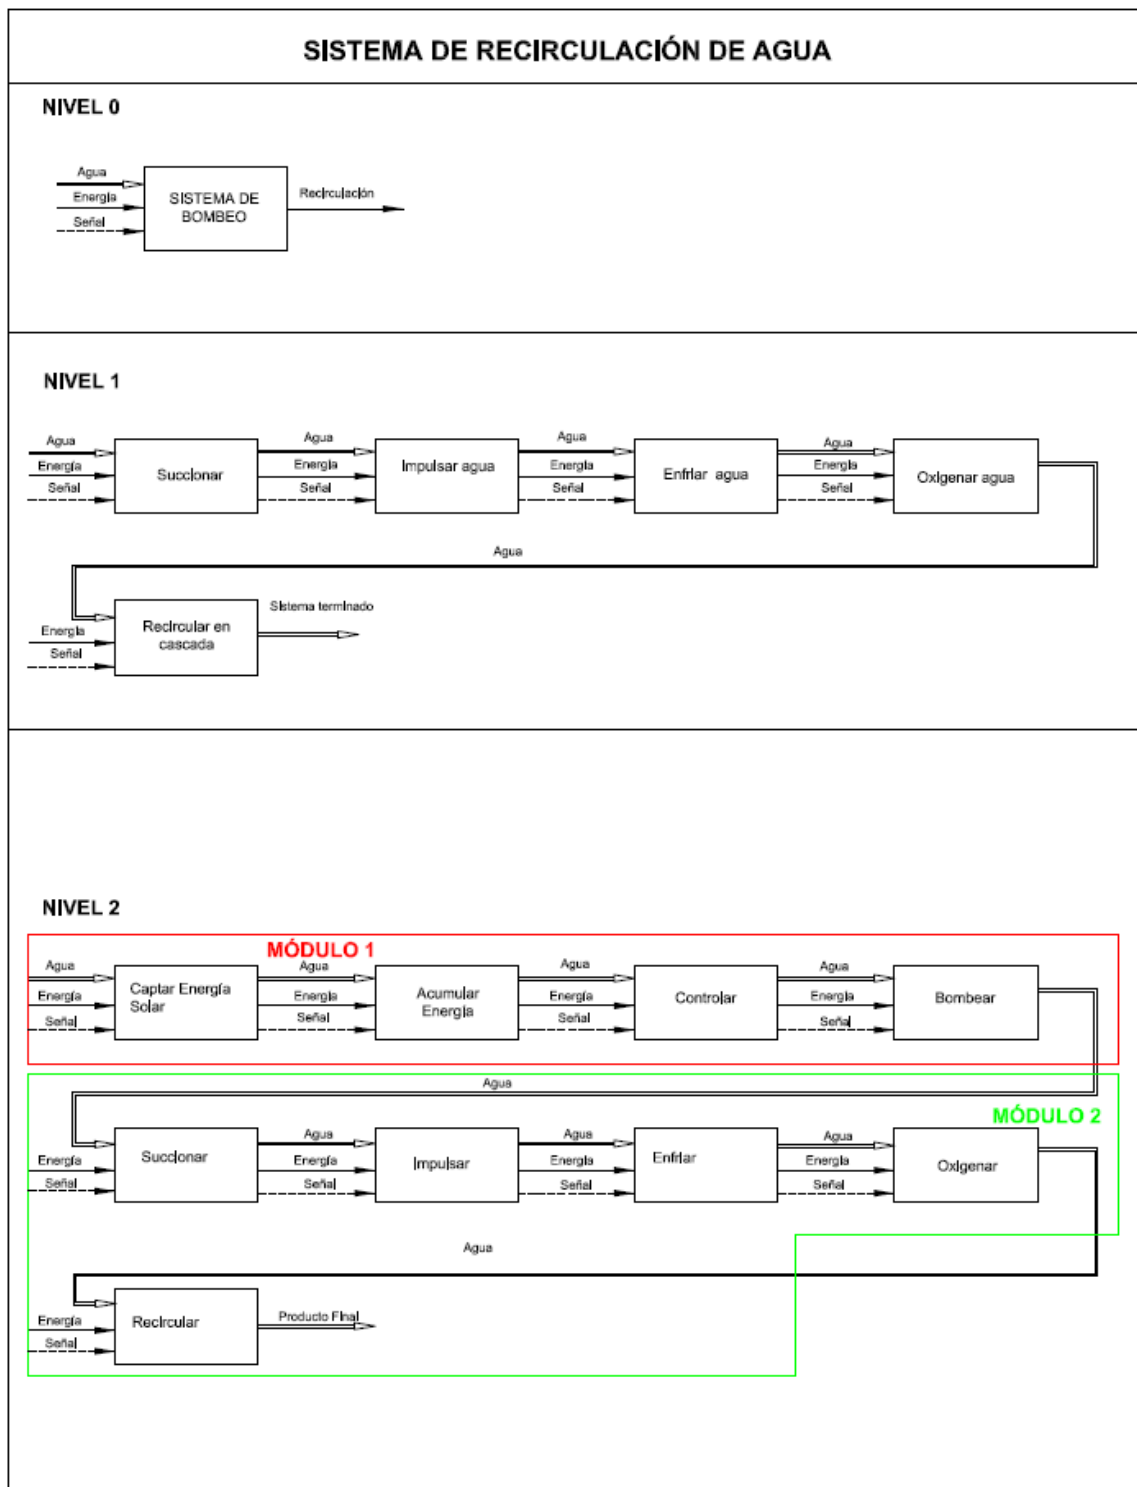 SISTEMA DE RECIRCULACIÓN DE AGUA
NIVEL 0
Agua
Energía
Señal
SISTEMA DE
BOMBEO
Recirculación
NIVEL 1
Agua
Energía
Señal
Succionar
Agua
Energía
Señal
Impulsar agua
Agua
Energía
Señal
Enfriar agua
Agua
Energía
Señal
Oxigenar agua
Agua
Energía
Señal
Recircular en
cascada
Sistema terminado
NIVEL 2
MÓDULO 1
Agua
Energía
Señal
Captar Energía
Solar
Agua
Energía
Señal
Acumular
Energía
Agua
Energía
Señal
Controlar
Agua
Energía
Señal
Bombear
Agua
MÓDULO 2
Energía
Señal
Succionar
Agua
Energía
Señal
Impulsar
Agua
Energía
Señal
Enfriar
Agua
Energía
Señal
Oxigenar
Agua
Energía
Señal
Recircular
Producto Final